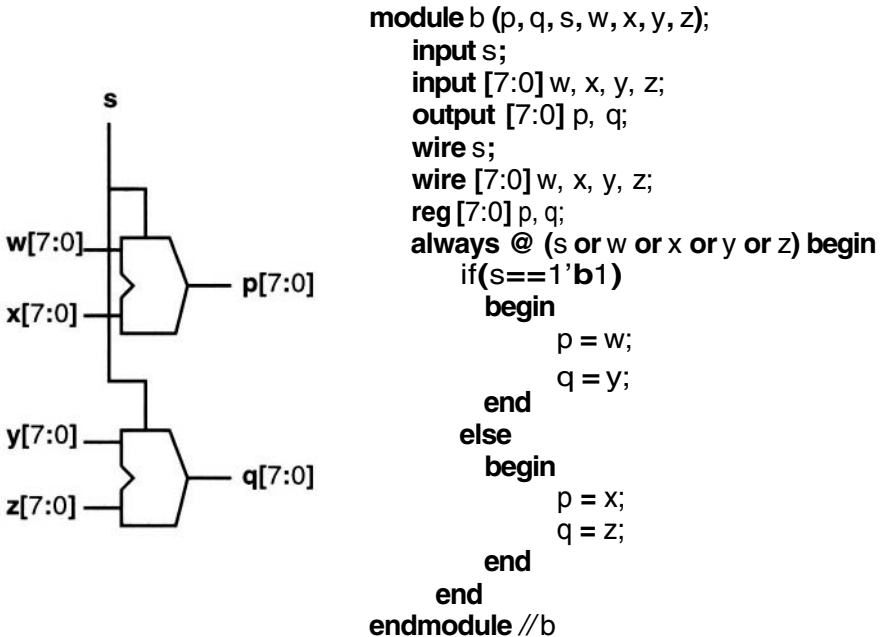 s
w[7:0]
x[7:0]
p[7:0]
y[7:0]
z[7:0]
q[7:0]
module b (p, q, s, w, x, y, z);
input s;
input [7:0] w, x, y, z;
output [7:0] p, q;
wire s;
wire [7:0] w, x, y, z;
reg [7:0] p, q;
always @ (s or w or x or y or z) begin
if(s==1’b1)
begin
p = w;
q = y;
end
else
begin
p = x;
q = z;
end
end
endmodule //b